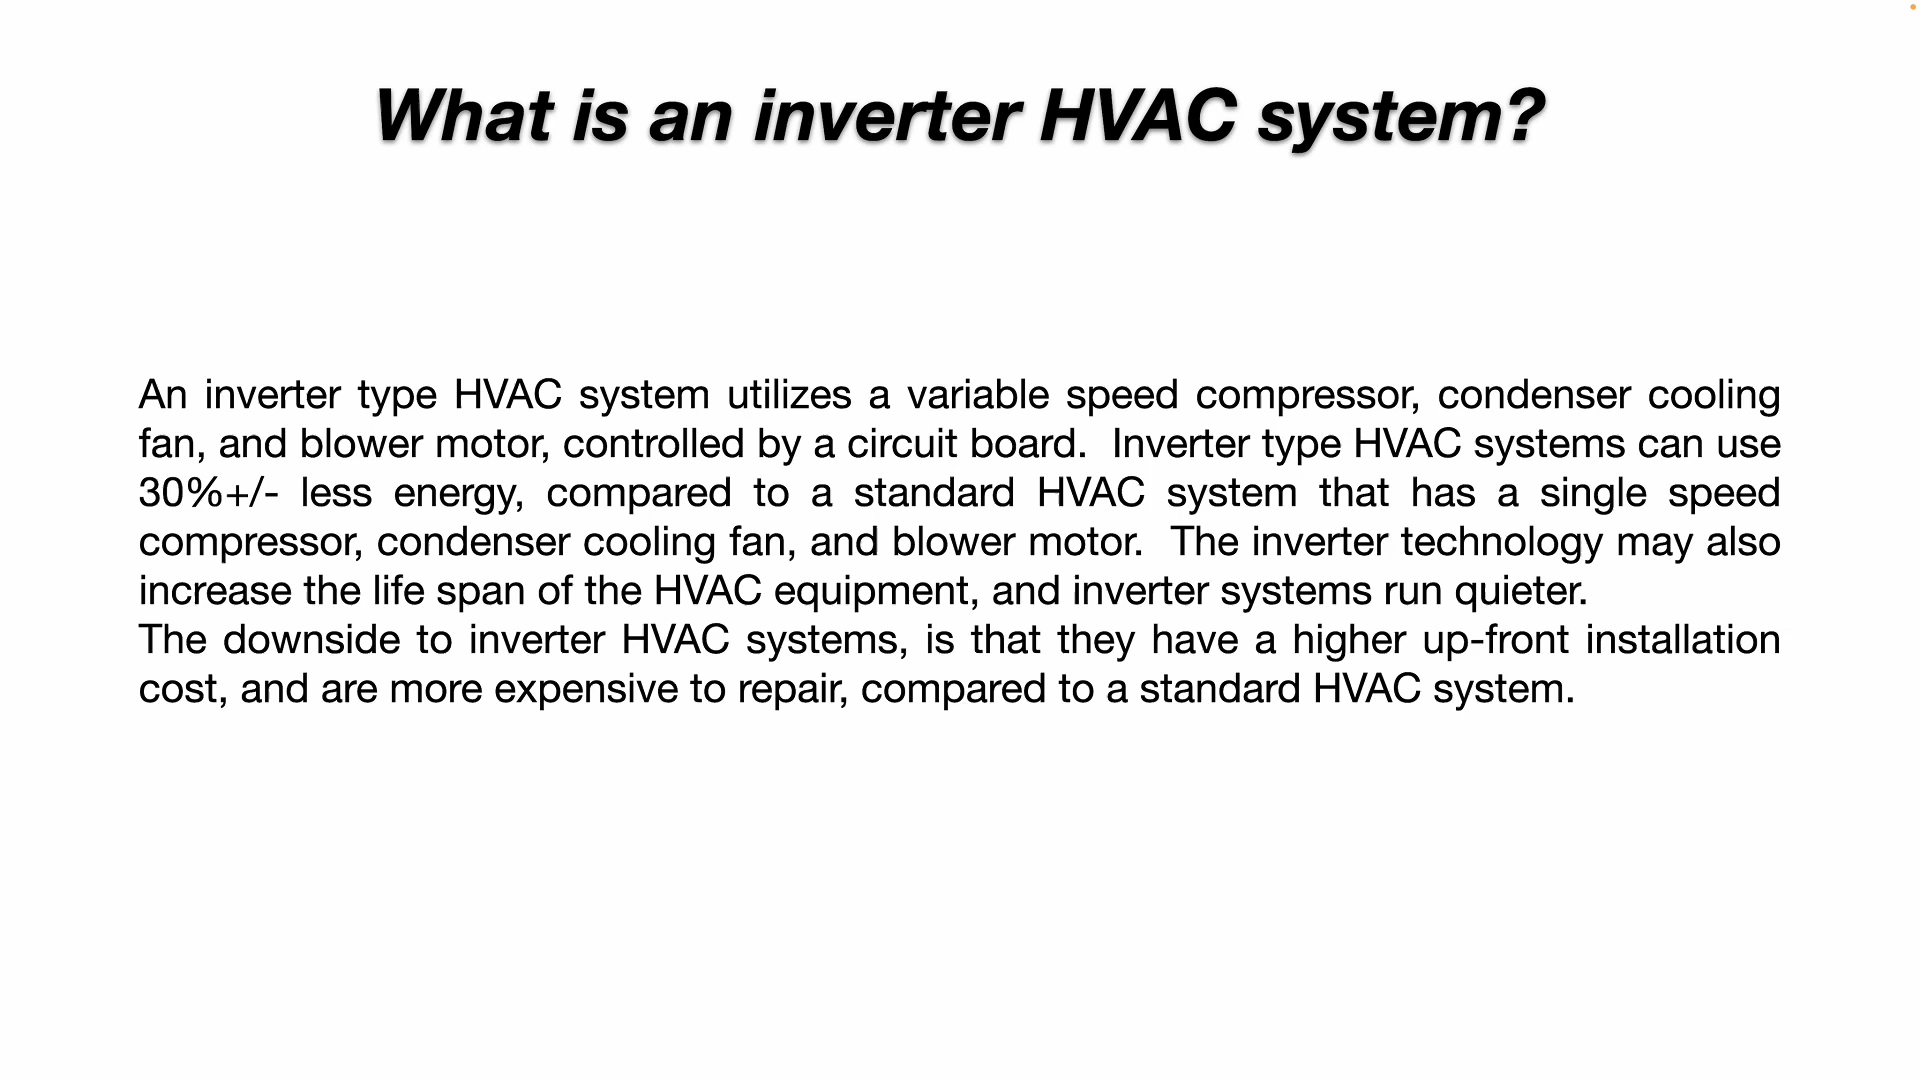 What is an inverter HVAC system?
An inverter type HVAC system utilizes a variable speed compressor, condenser cooling
fan, and blower motor, controlled by a circuit board.  Inverter type HVAC systems can use
30%+/- less energy, compared to a standard HVAC system that has a single speed
compressor, condenser cooling fan, and blower motor.  The inverter technology may also
increase the life span of the HVAC equipment, and inverter systems run quieter.
The downside to inverter HVAC systems, is that they have a higher up-front installation
cost, and are more expensive to repair, compared to a standard HVAC system.